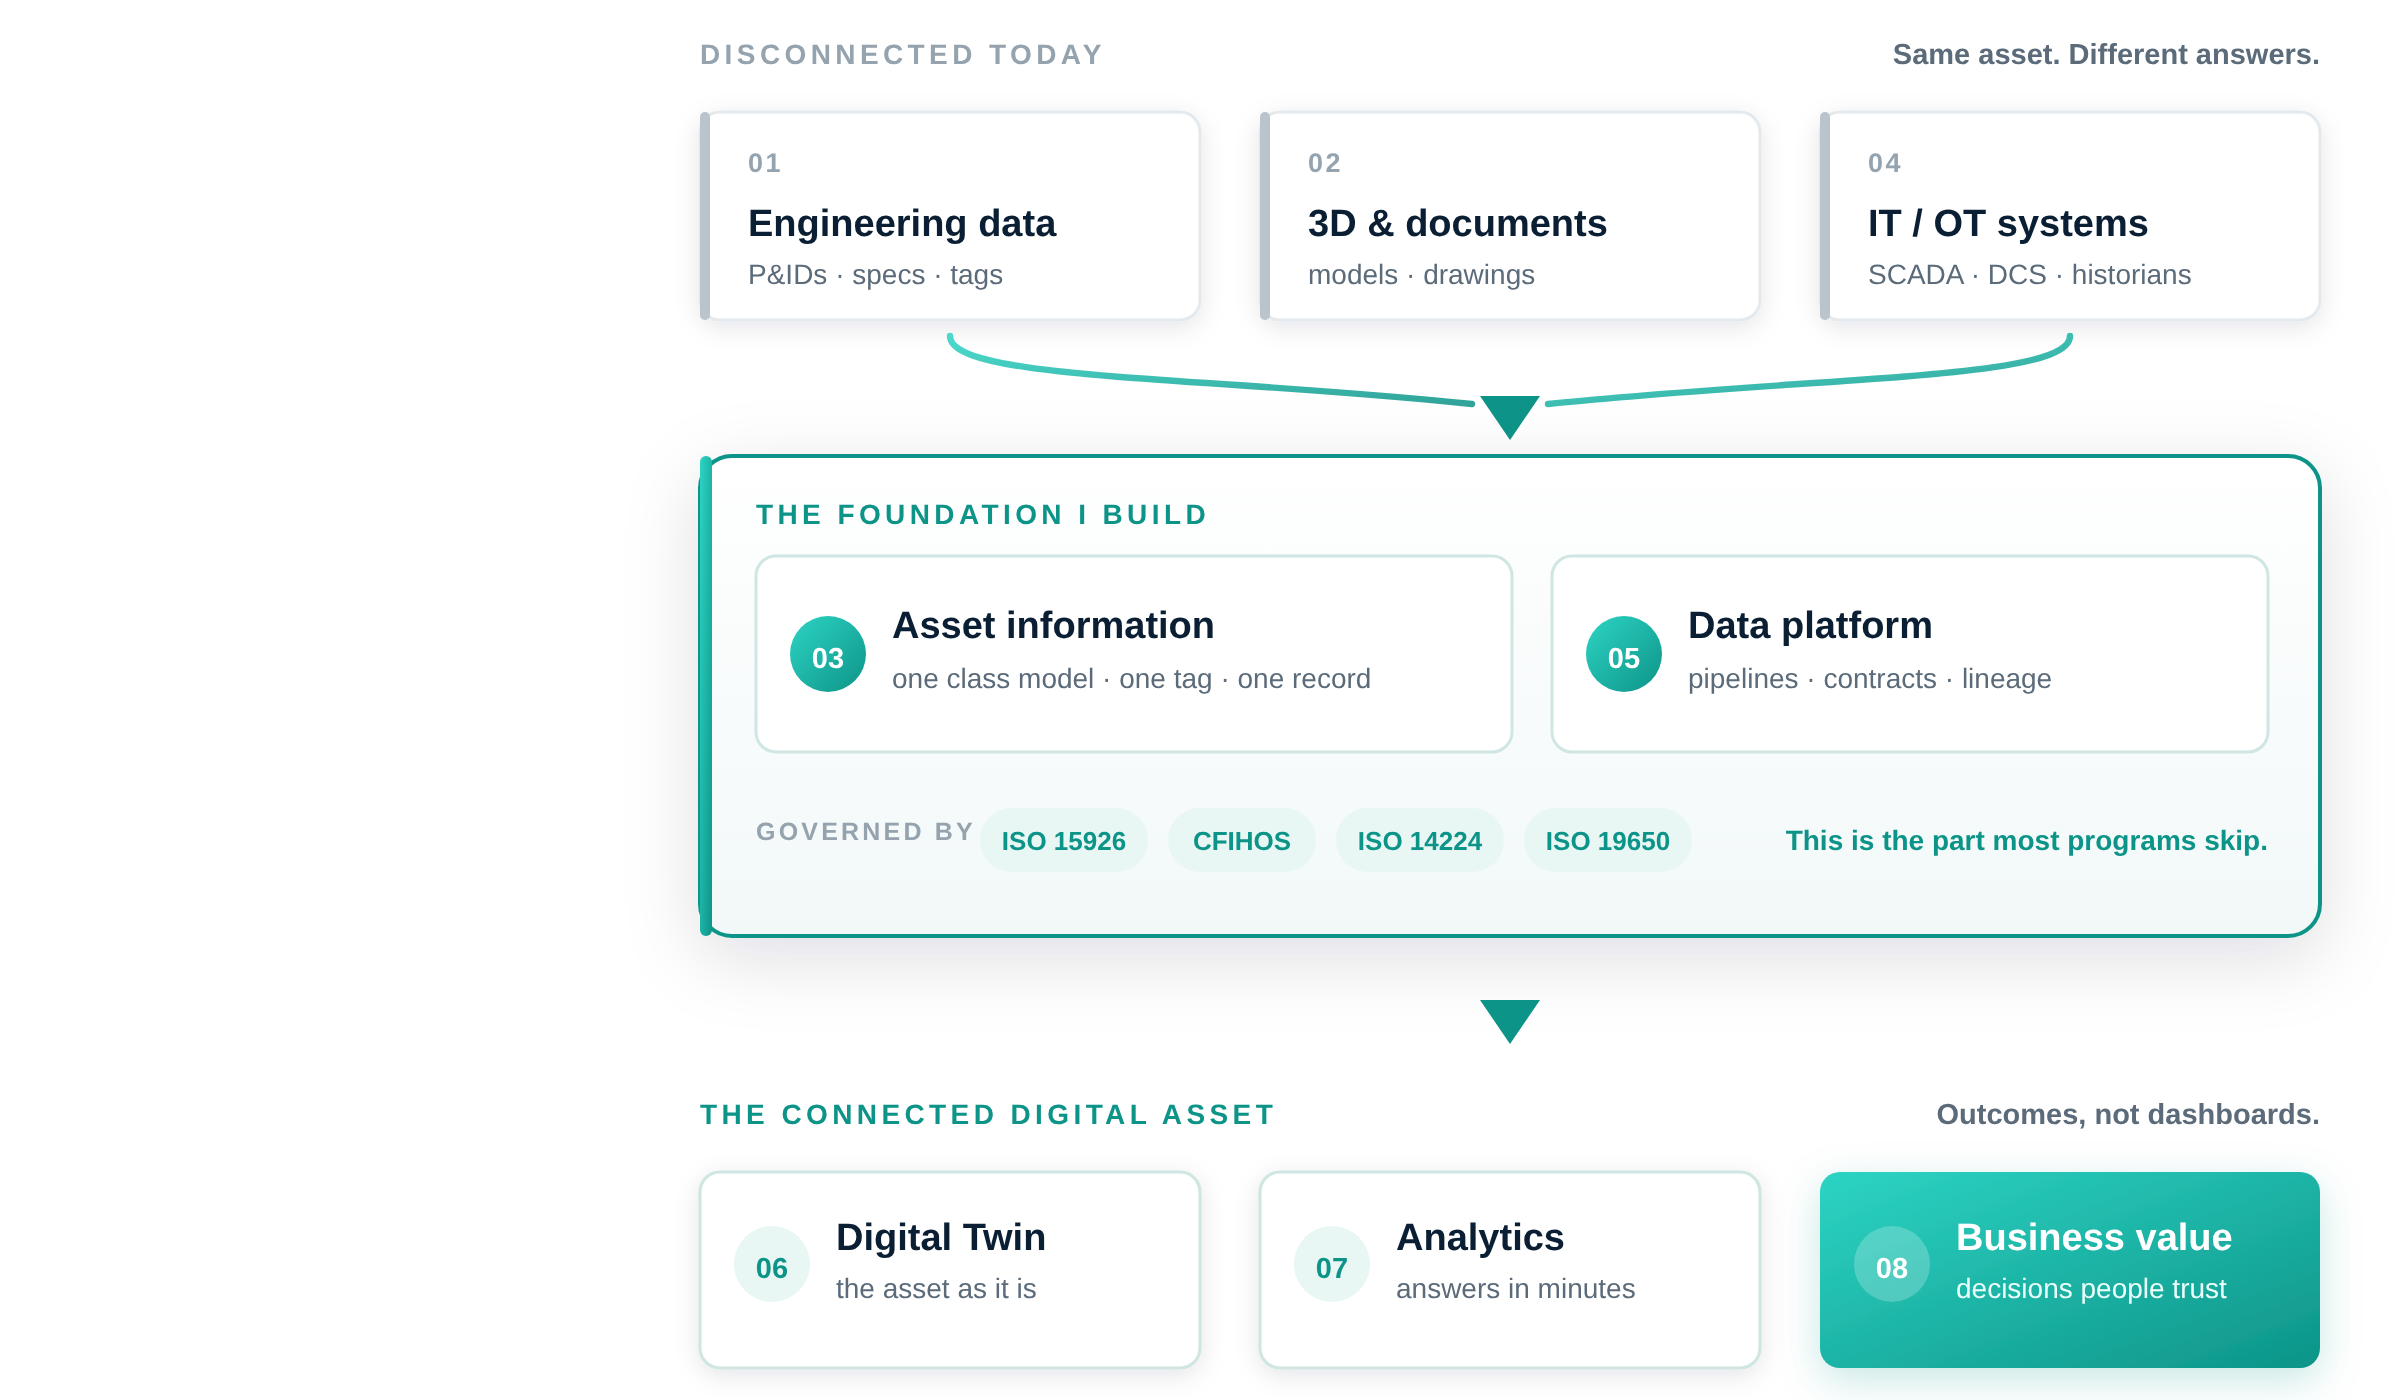 DISCONNECTED TODAY
Same asset. Different answers.
01
Engineering data
P&IDs · specs · tags
02
3D & documents
models · drawings
04
IT / OT systems
SCADA · DCS · historians
THE FOUNDATION I BUILD
03
Asset information
one class model · one tag · one record
05
Data platform
pipelines · contracts · lineage
GOVERNED BY
ISO 15926
CFIHOS
ISO 14224
ISO 19650
This is the part most programs skip.
THE CONNECTED DIGITAL ASSET
Outcomes, not dashboards.
06
Digital Twin
the asset as it is
07
Analytics
answers in minutes
08
Business value
decisions people trust